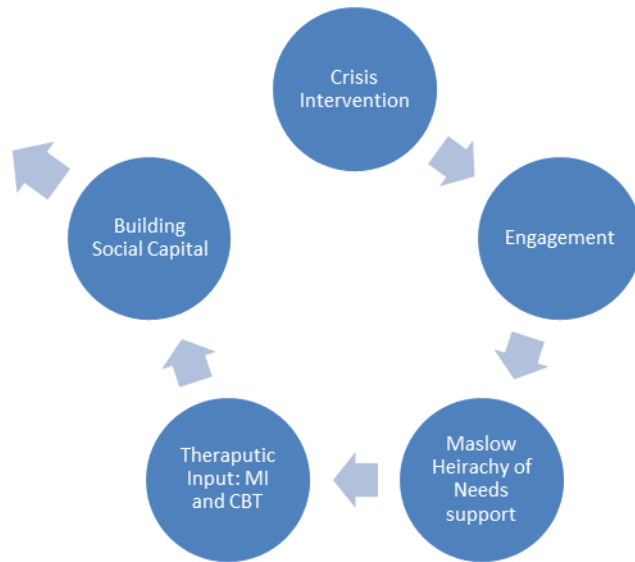 Crisis
Intervention
Engagement
Maslow
Heirachy of
Needs
support
Theraputic
Input: MI
and CBT
Building
Social Capital